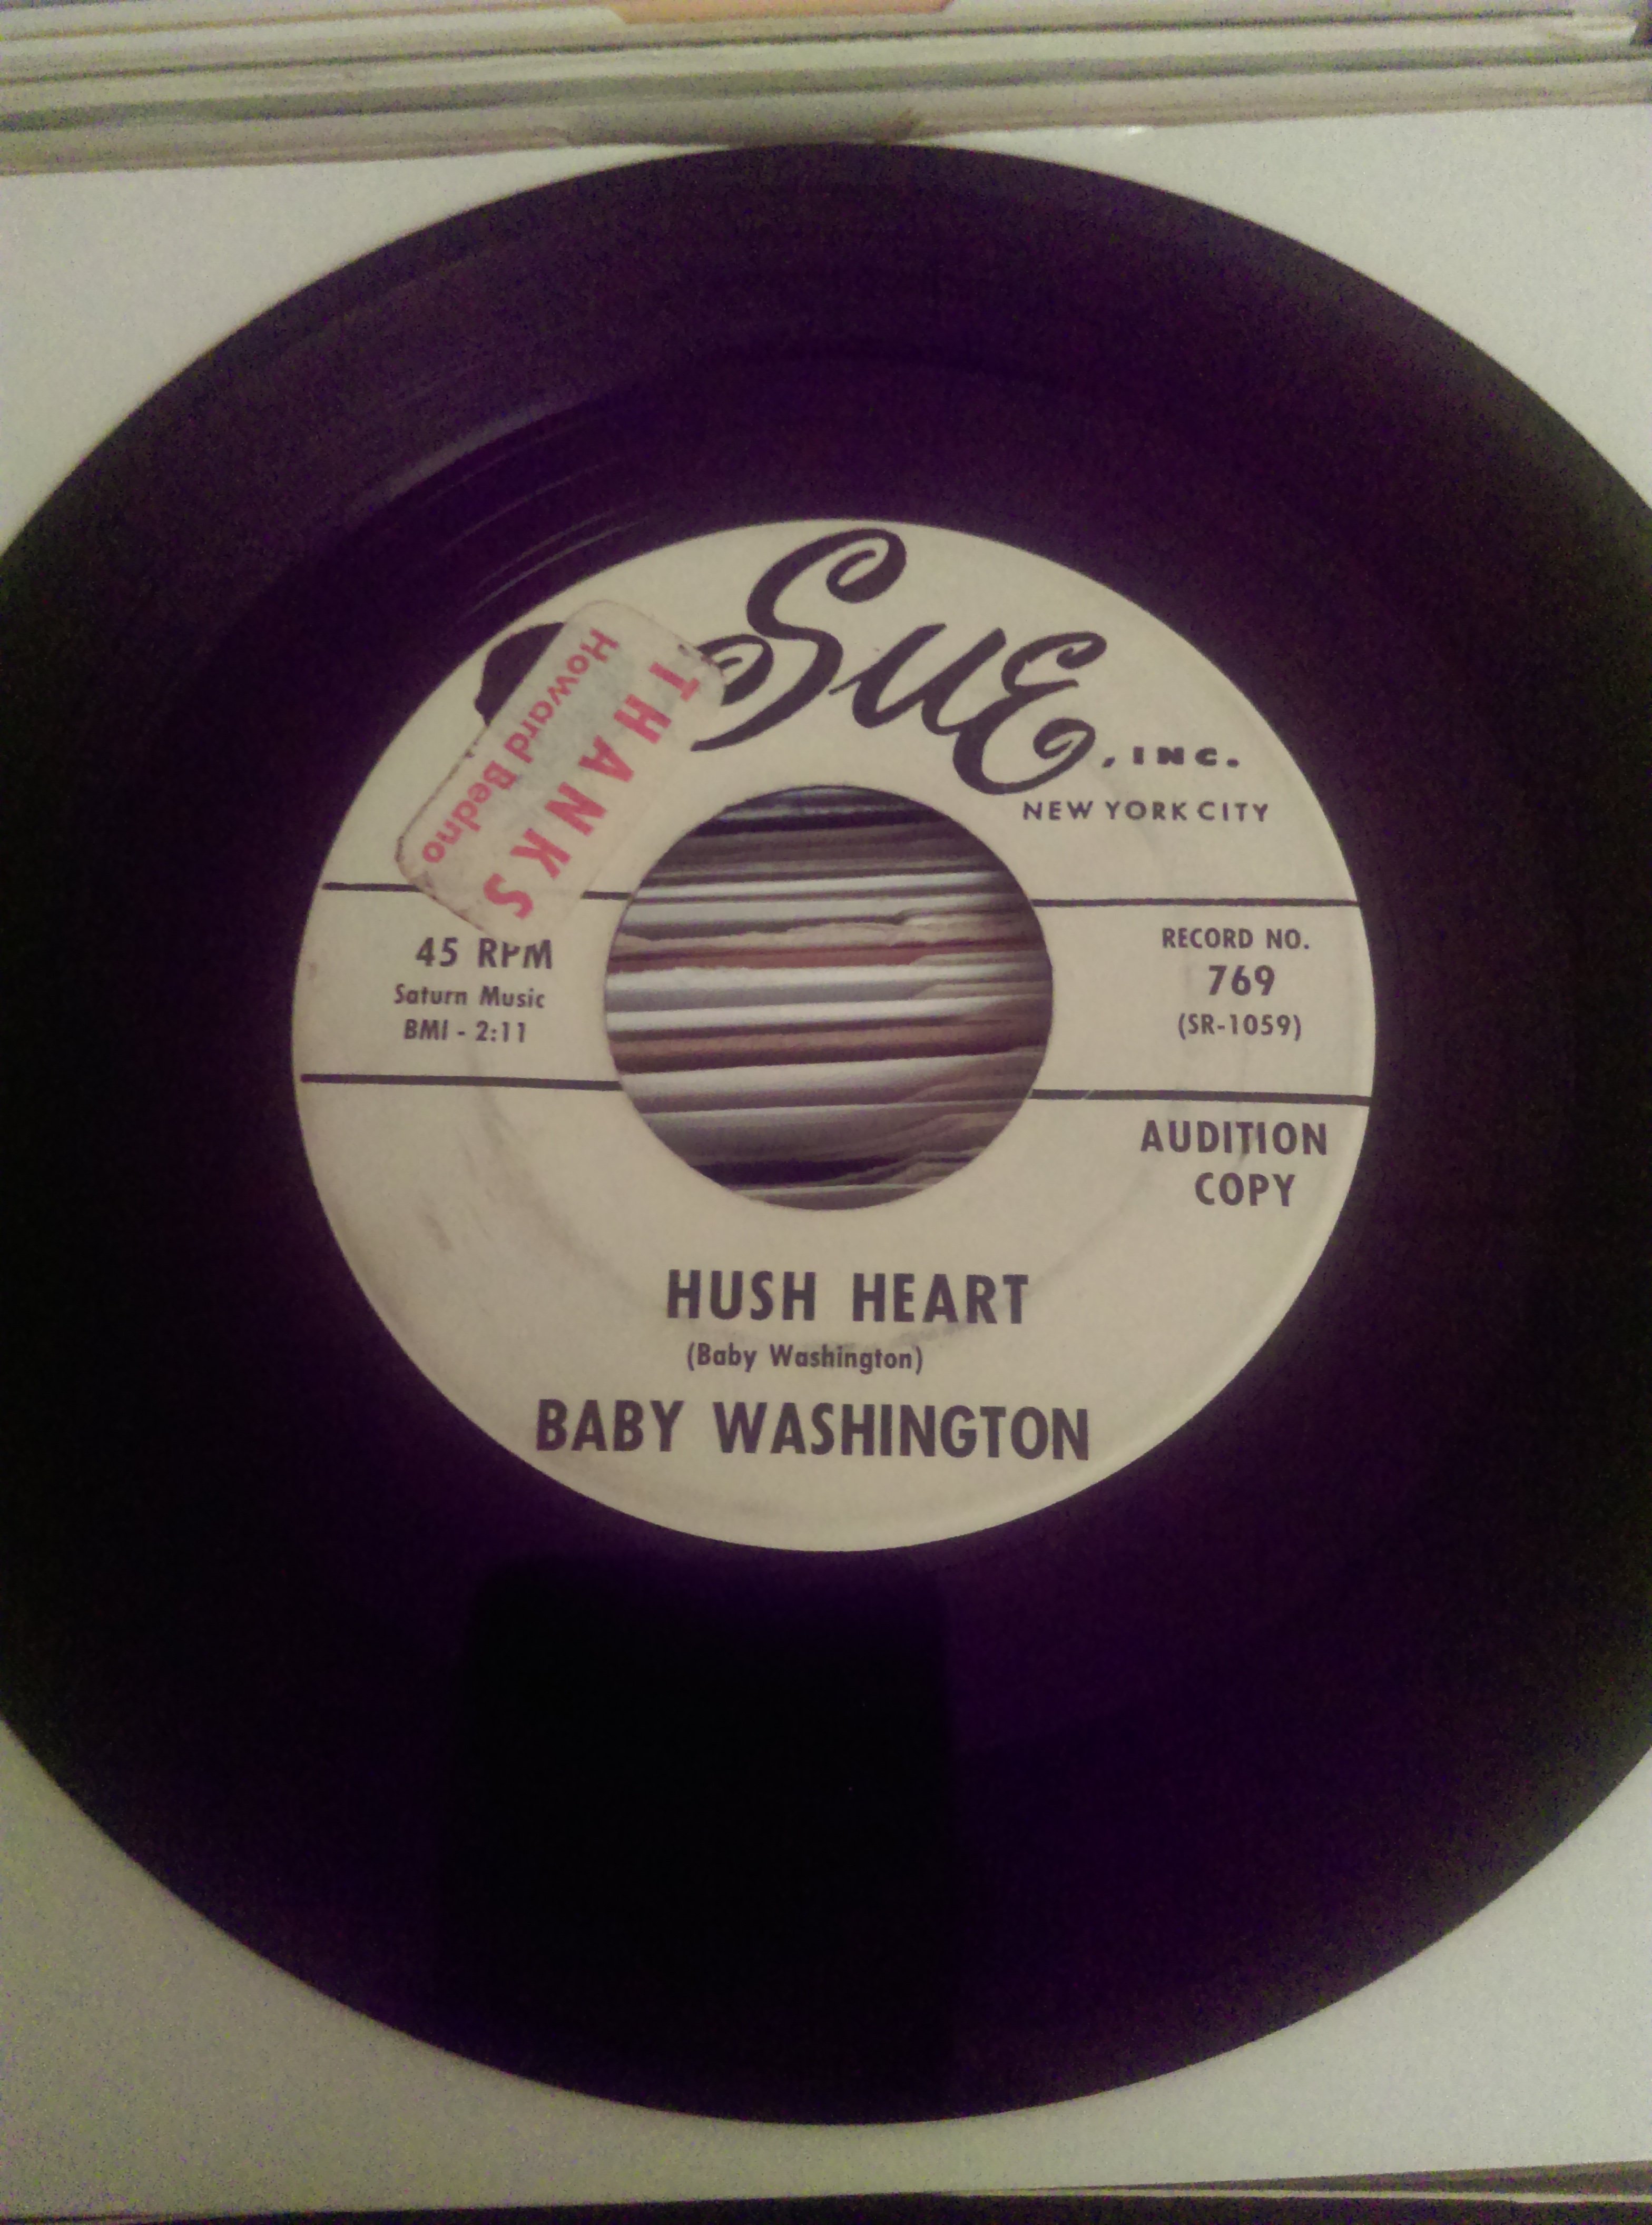 SUE, INC.
NEW YORK CITY
THANKS
Howard Bedno
45 RPM
Saturn Music
BMI - 2:11
RECORD NO.
769
(SR-1059)
AUDITION
COPY
HUSH HEART
(Baby Washington)
BABY WASHINGTON